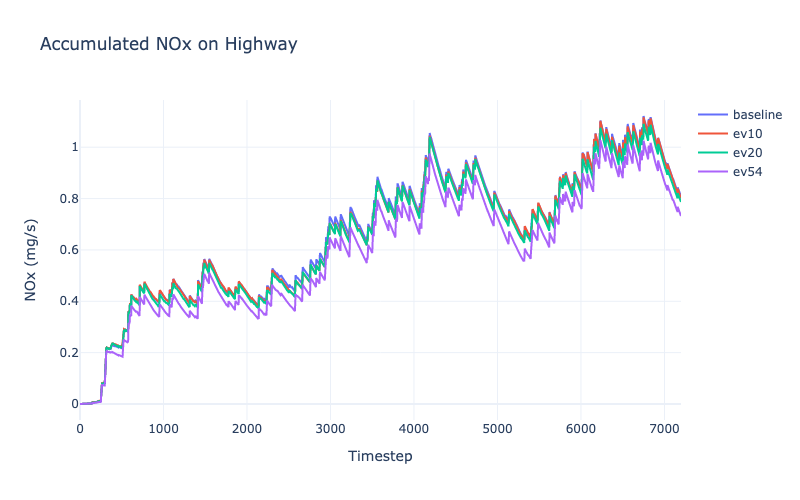 Accumulated NOx on Highway
baseline
ev10
ev20
ev54
NOx (mg/s)
1
0.8
0.6
0.4
0.2
0
0 1000 2000 3000 4000 5000 6000 7000
Timestep